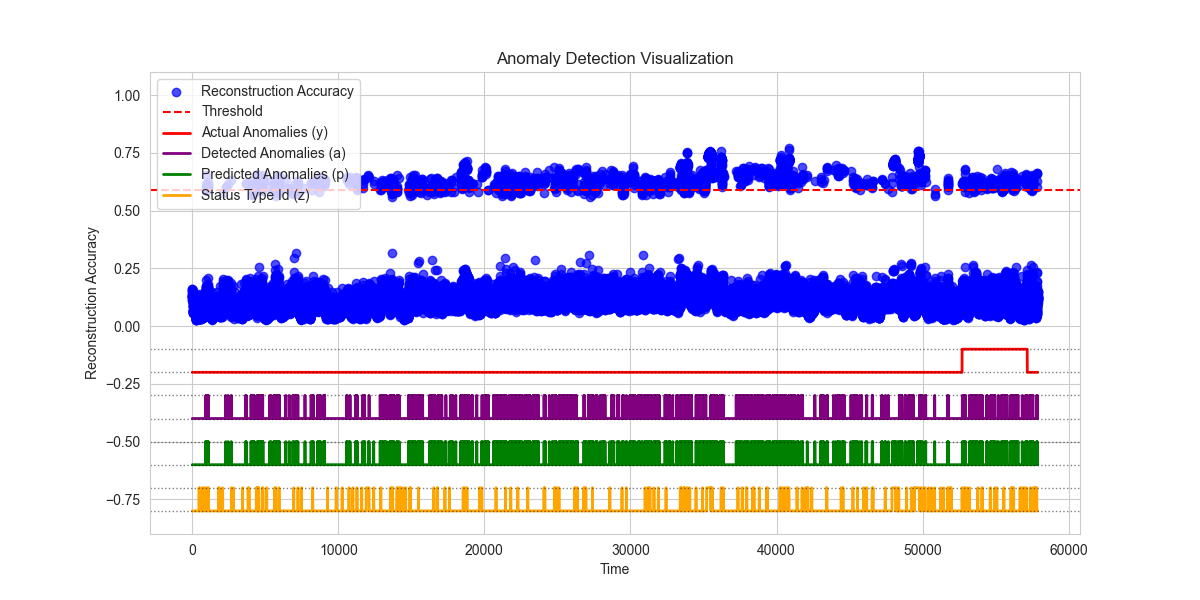 Anomaly Detection Visualization
Reconstruction Accuracy
Threshold
Actual Anomalies (y)
Detected Anomalies (a)
Predicted Anomalies (p)
Status Type Id (z)
1.00
0.75
0.50
0.25
0.00
−0.25
−0.50
−0.75
Reconstruction Accuracy
0 10000 20000 30000 40000 50000 60000
Time